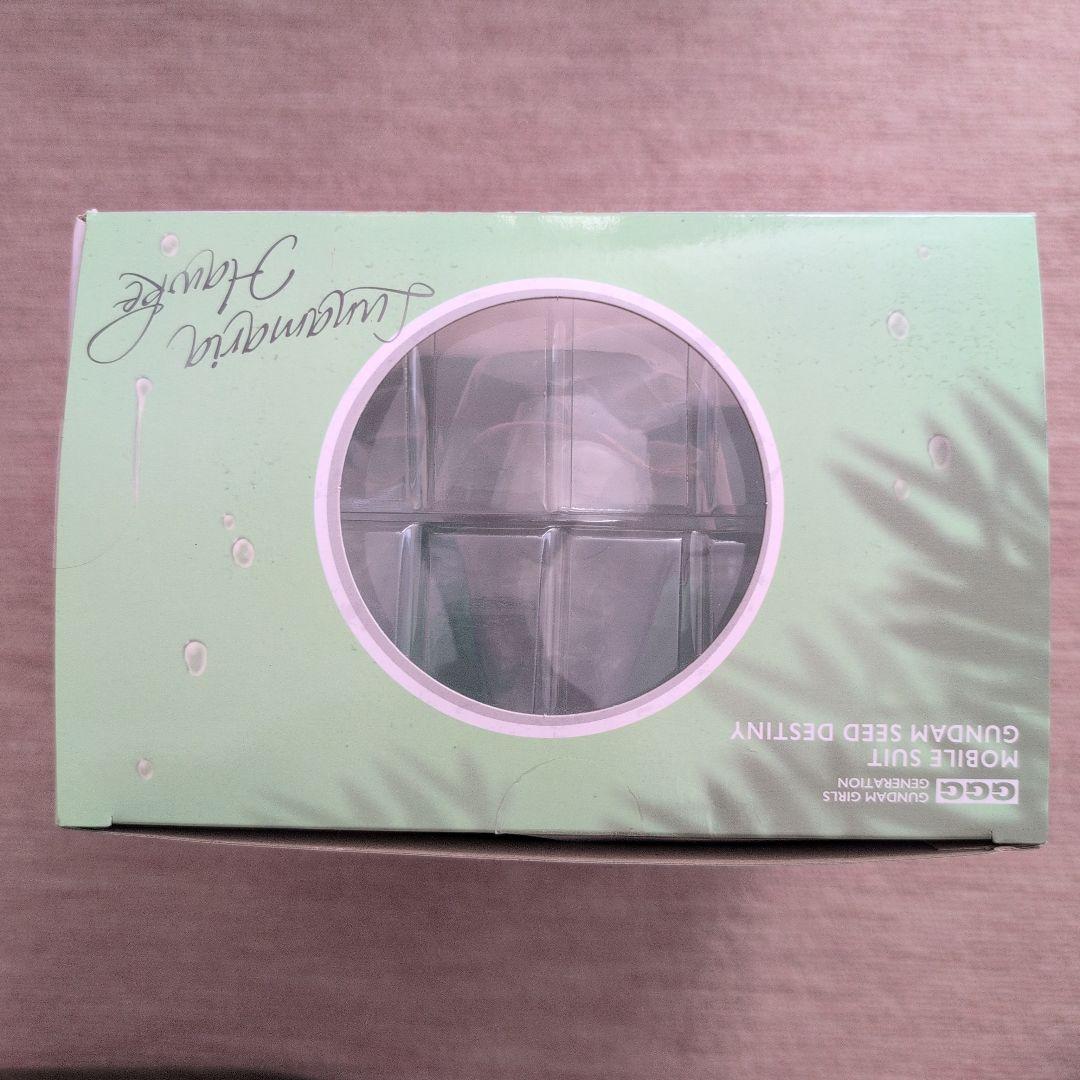 GGG GUNDAM GIRLS
GENERATION
MOBILE SUIT
GUNDAM SEED DESTINY
Lunamaria
Hawke